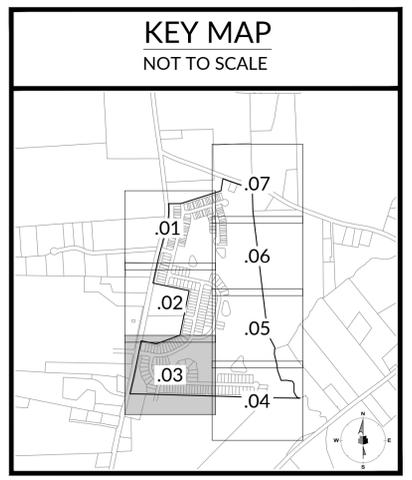 KEY MAP
NOT TO SCALE
.07
.01
.06
.02
.05
.03
.04
N
W E
S